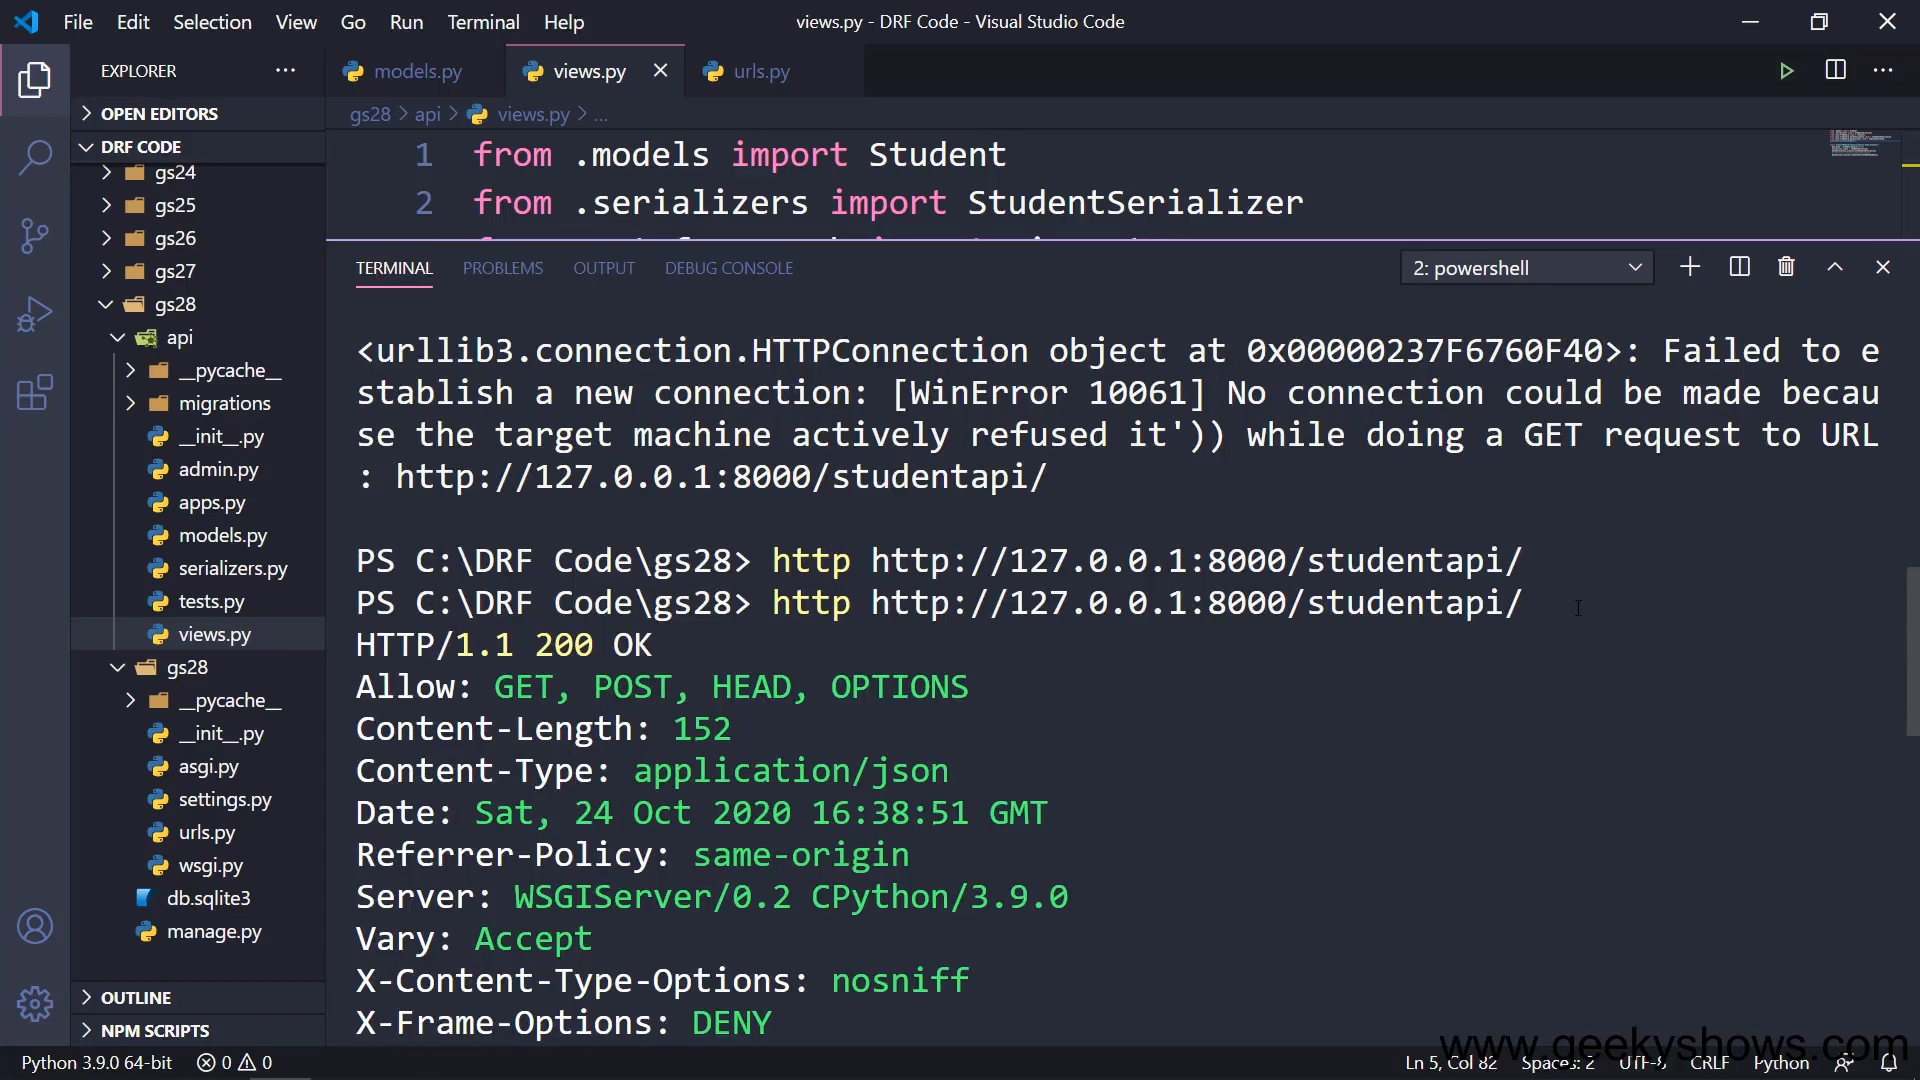 File Edit Selection View Go Run Terminal Help
views.py - DRF Code - Visual Studio Code
EXPLORER
OPEN EDITORS
DRF CODE
gs24
gs25
gs26
gs27
gs28
api
__pycache__
migrations
__init__.py
admin.py
apps.py
models.py
serializers.py
tests.py
views.py
gs28
__pycache__
__init__.py
asgi.py
settings.py
urls.py
wsgi.py
db.sqlite3
manage.py
OUTLINE
NPM SCRIPTS
models.py views.py urls.py
gs28 > api > views.py > ...
1 from .models import Student
2 from .serializers import StudentSerializer
TERMINAL PROBLEMS OUTPUT DEBUG CONSOLE
2: powershell
<urllib3.connection.HTTPConnection object at 0x00000237F6760F40>: Failed to e
stablish a new connection: [WinError 10061] No connection could be made becau
se the target machine actively refused it')) while doing a GET request to URL
: http://127.0.0.1:8000/studentapi/
PS C:\DRF Code\gs28> http http://127.0.0.1:8000/studentapi/
PS C:\DRF Code\gs28> http http://127.0.0.1:8000/studentapi/
HTTP/1.1 200 OK
Allow: GET, POST, HEAD, OPTIONS
Content-Length: 152
Content-Type: application/json
Date: Sat, 24 Oct 2020 16:38:51 GMT
Referrer-Policy: same-origin
Server: WSGIServer/0.2 CPython/3.9.0
Vary: Accept
X-Content-Type-Options: nosniff
X-Frame-Options: DENY
www.geekyshows.com
Python 3.9.0 64-bit 0 0
Ln 5, Col 82 Spaces: 2 UTF-8 CRLF Python